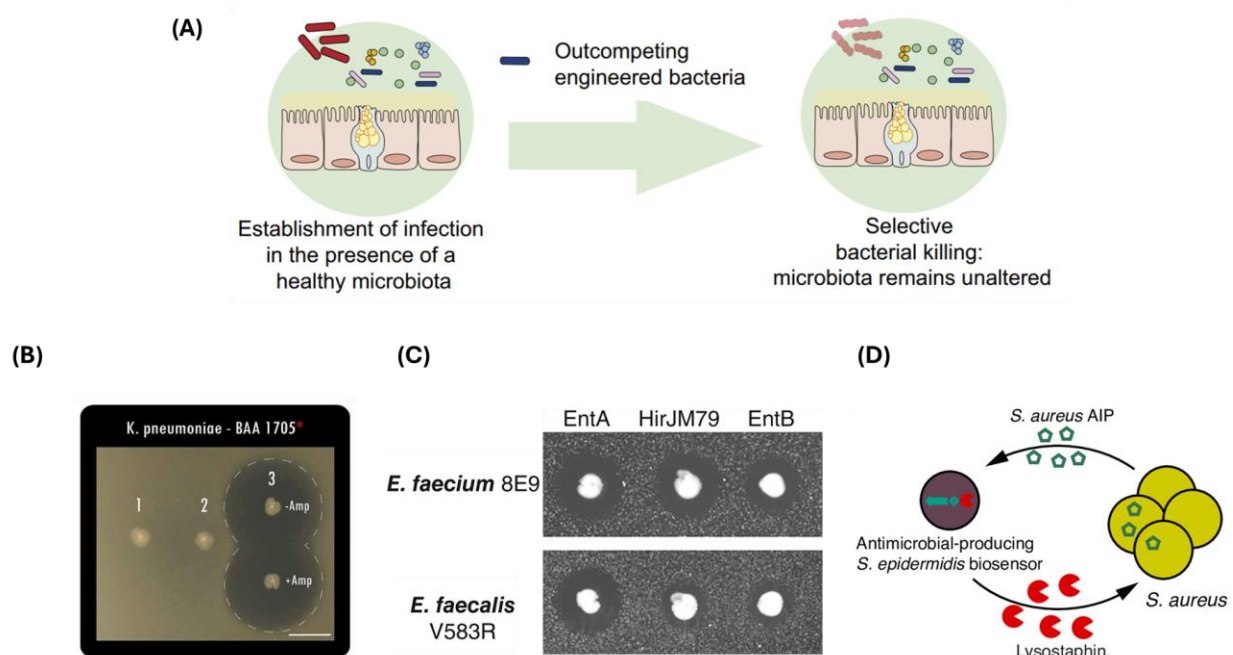 (A)
Outcompeting
engineered bacteria
Establishment of infection
in the presence of a
healthy microbiota
Selective
bacterial killing:
microbiota remains unaltered
(B)
K. pneumoniae - BAA 1705*
1
2
3
-Amp
+Amp
(C)
EntA HirJM79 EntB
E. faecium 8E9
E. faecalis
V583R
(D)
S. aureus AIP
Antimicrobial-producing
S. epidermidis biosensor
S. aureus
Lysostaphin